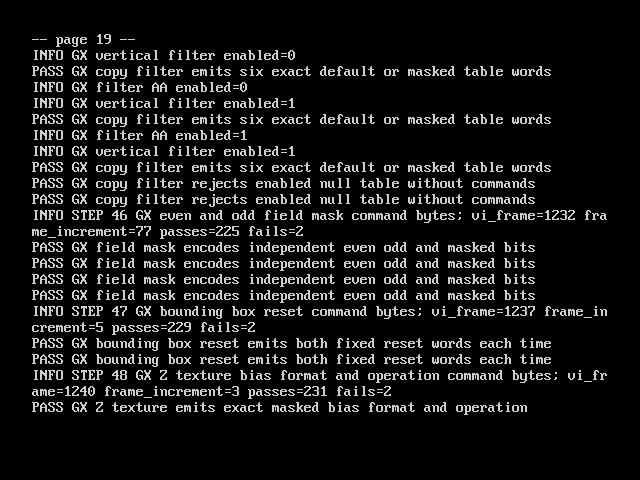 -- page 19 --
INFO GX vertical filter enabled=0
PASS GX copy filter emits six exact default or masked table words
INFO GX filter AA enabled=0
INFO GX vertical filter enabled=1
PASS GX copy filter emits six exact default or masked table words
INFO GX filter AA enabled=1
INFO GX vertical filter enabled=1
PASS GX copy filter emits six exact default or masked table words
PASS GX copy filter rejects enabled null table without commands
PASS GX copy filter rejects enabled null table without commands
INFO STEP 46 GX even and odd field mask command bytes; vi_frame=1232 fra
me_increment=77 passes=225 fails=2
PASS GX field mask encodes independent even odd and masked bits
PASS GX field mask encodes independent even odd and masked bits
PASS GX field mask encodes independent even odd and masked bits
PASS GX field mask encodes independent even odd and masked bits
INFO STEP 47 GX bounding box reset command bytes; vi_frame=1237 frame_in
crement=5 passes=229 fails=2
PASS GX bounding box reset emits both fixed reset words each time
PASS GX bounding box reset emits both fixed reset words each time
INFO STEP 48 GX Z texture bias format and operation command bytes; vi_fr
ame=1240 frame_increment=3 passes=231 fails=2
PASS GX Z texture emits exact masked bias format and operation